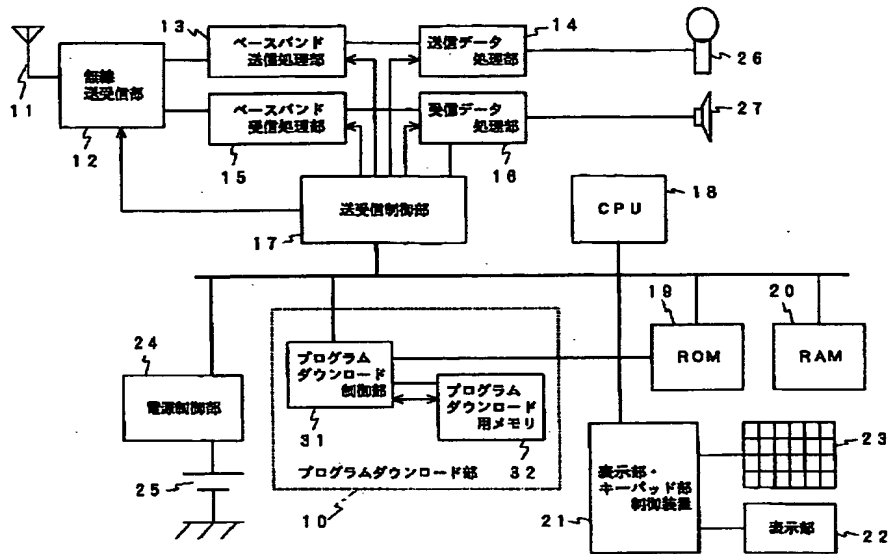 13
14
ベースバンド
送信処理部
送信データ
処理部
26
11
無線
送受信部
12
ベースバンド
受信処理部
15
受信データ
処理部
16
27
送受信制御部
17
CPU
18
19
20
ROM
RAM
24
電源制御部
25
プログラム
ダウンロード
制御部
31
プログラム
ダウンロード
用メモリ
32
プログラムダウンロード部
10
表示部・
キーパッド部
制御装置
21
23
表示部
22